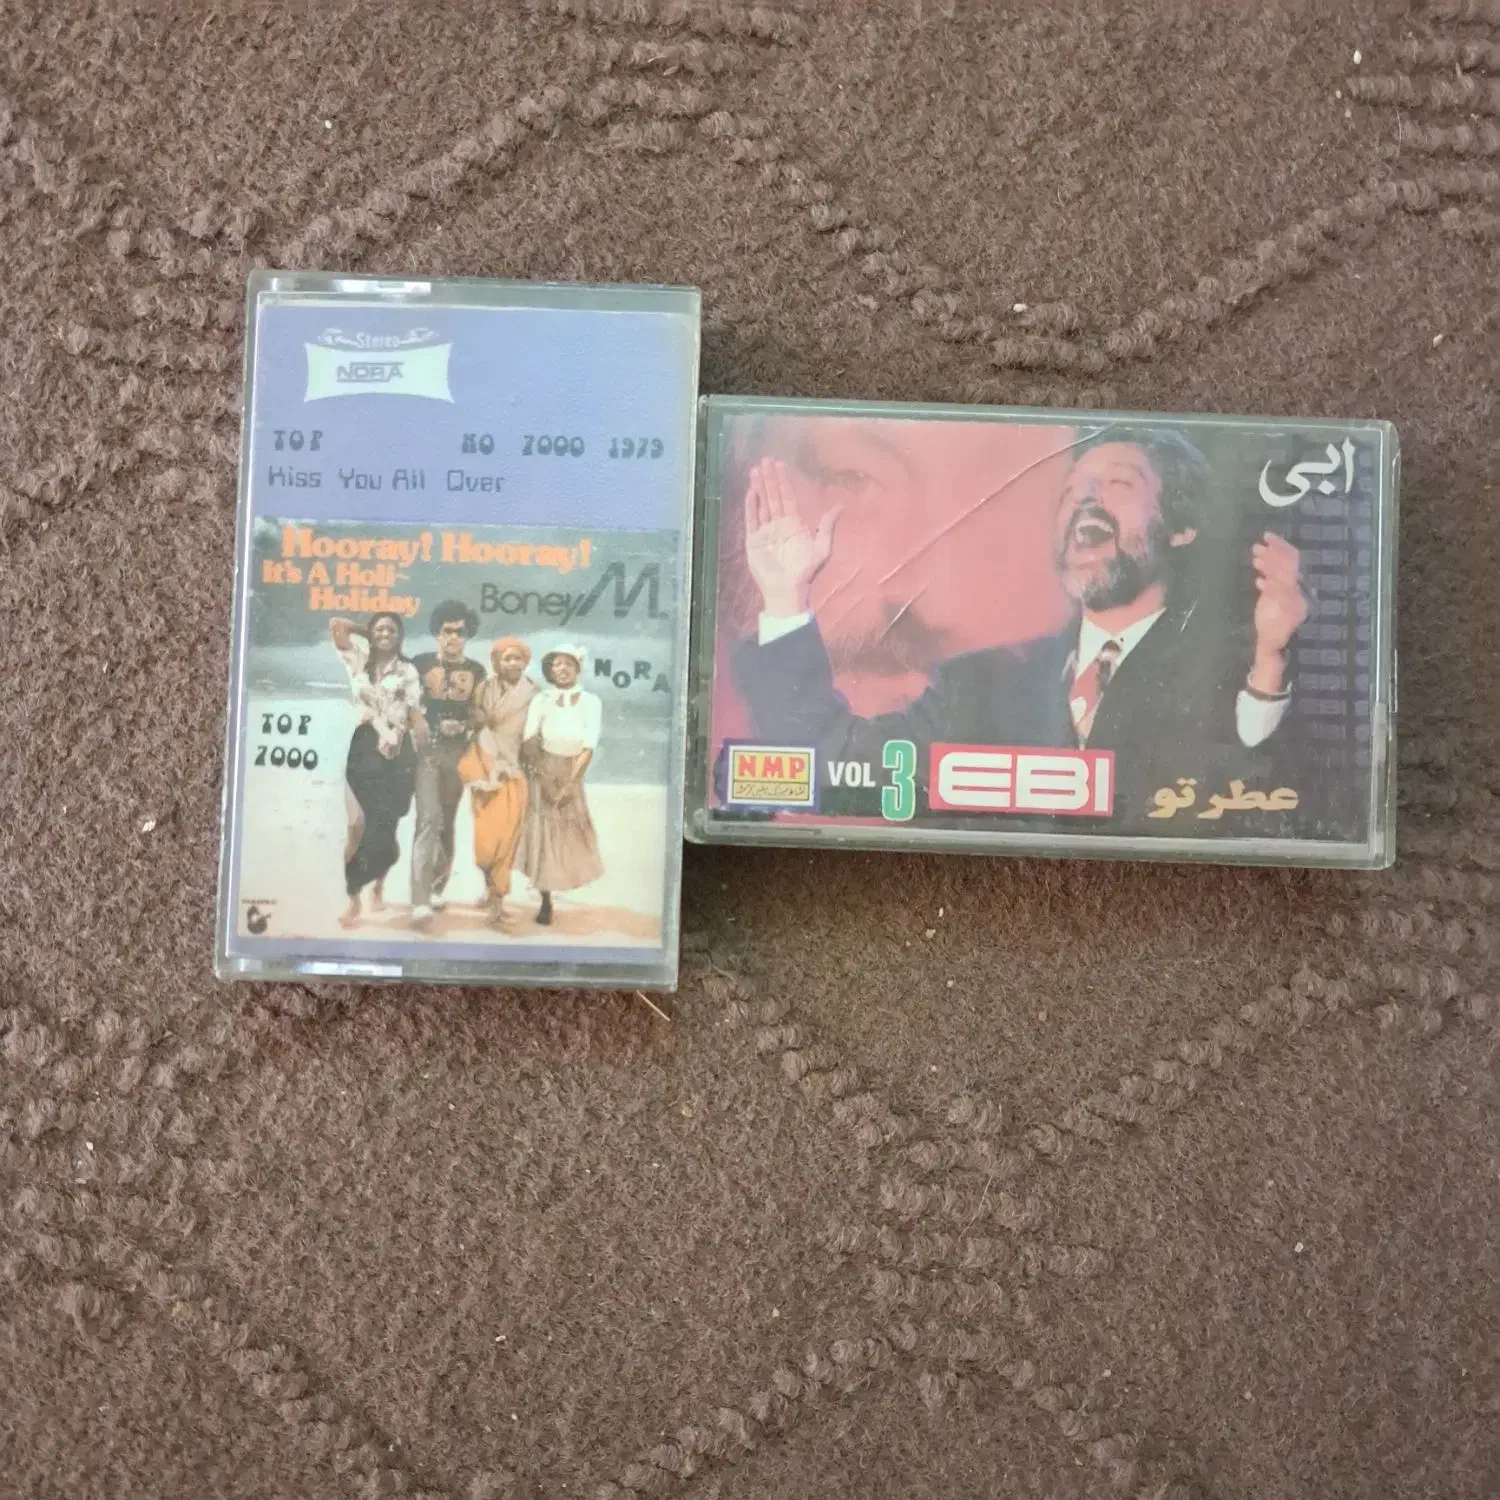 Stereo
NORA
TOP NO 7000 1979
Kiss You All Over
Hooray! Hooray!
It's A Holi-
Holiday
Boney M.
NORA
19
TOP
7000
ابی
NMP
VOL 3 EBI
عطر تو